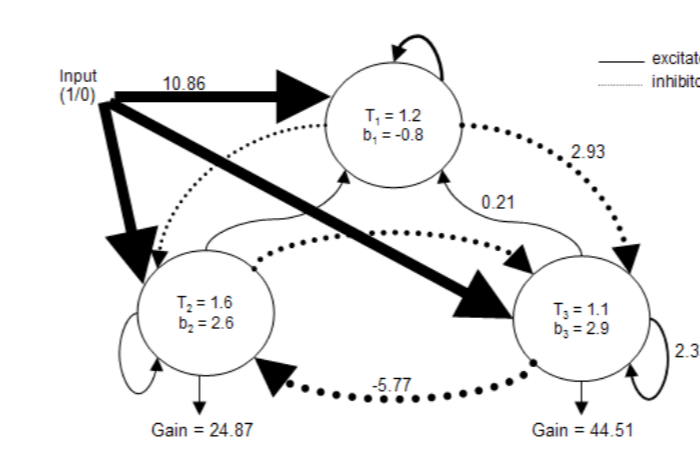 Input
(1/0)
10.86
excitat
inhibito
T₁ = 1.2
b₁ = -0.8
2.93
0.21
T₂ = 1.6
b₂ = 2.6
T₃ = 1.1
b₃ = 2.9
2.3
-5.77
Gain = 24.87
Gain = 44.51